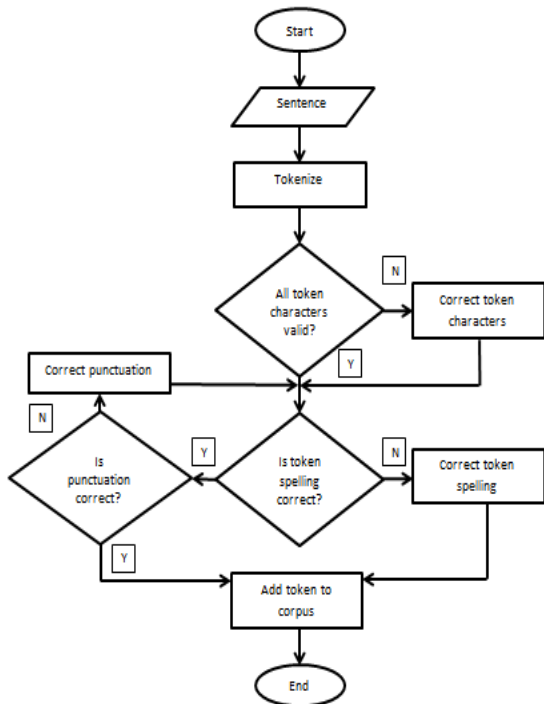 Start
Sentence
Tokenize
All token
characters
valid?
N
Correct token
characters
Y
Correct punctuation
N
Is
punctuation
correct?
Y
Is token
spelling
correct?
N
Correct token
spelling
Y
Add token to
corpus
End